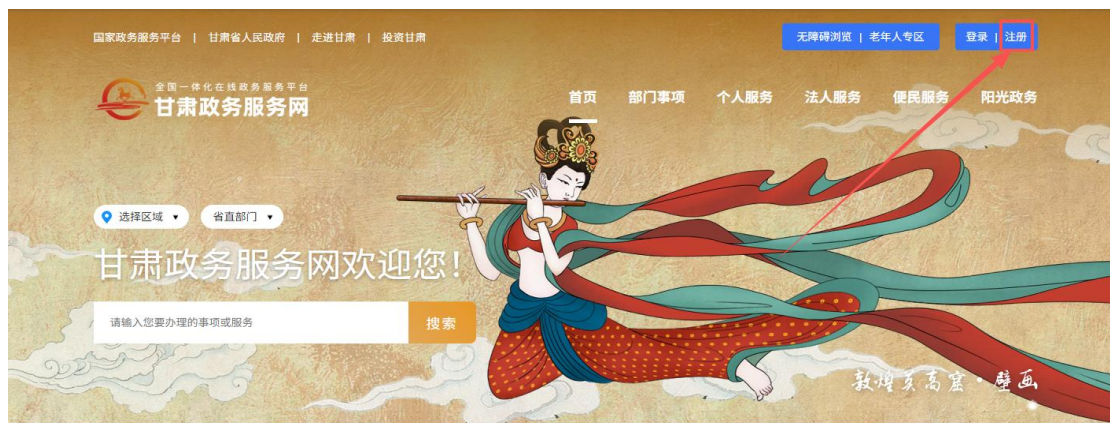 国家政务服务平台 | 甘肃省人民政府 | 走进甘肃 | 投资甘肃
无障碍浏览 | 老年人专区
登录 | 注册
全国一体化在线政务服务平台
甘肃政务服务网
首页 部门事项 个人服务 法人服务 便民服务 阳光政务
选择区域 ▼ 省直部门 ▼
甘肃政务服务网欢迎您!
请输入您要办理的事项或服务
搜索
敦煌莫高窟·壁画